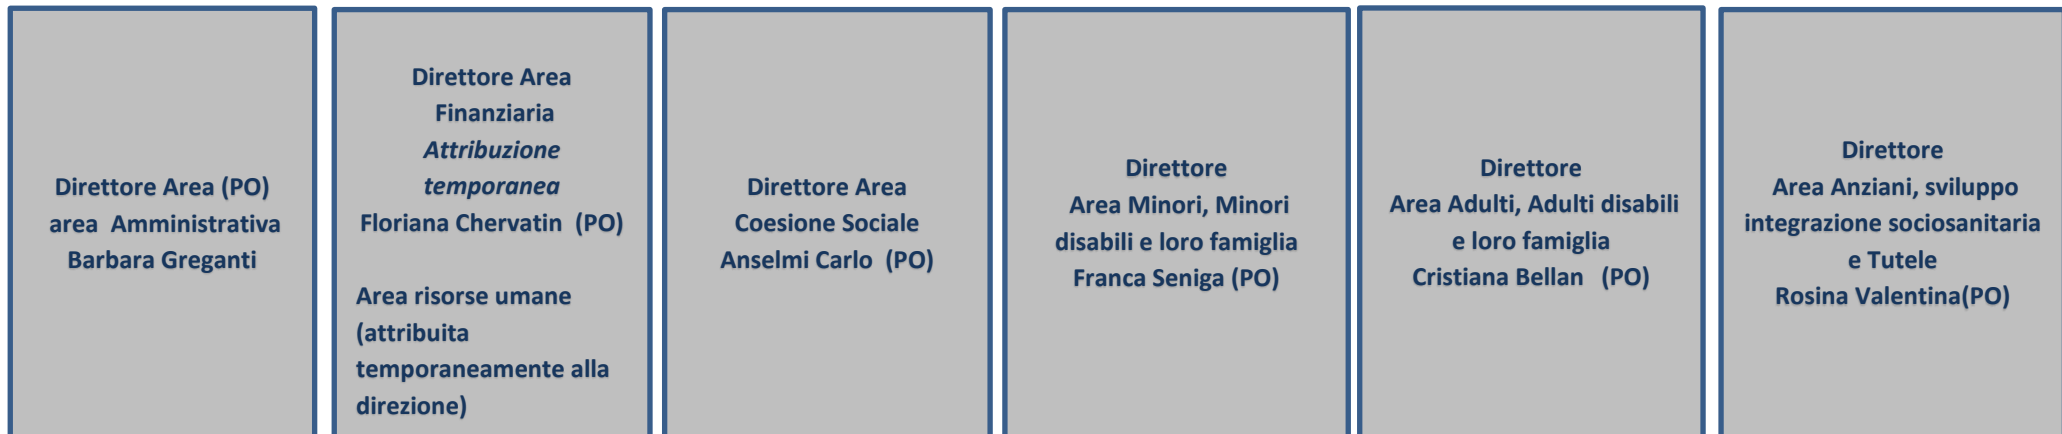 Direttore Area (PO)
area Amministrativa
Barbara Greganti
Direttore Area
Finanziaria
Attribuzione
temporanea
Floriana Chervatin (PO)
Area risorse umane
(attribuita
temporaneamente alla
direzione)
Direttore Area
Coesione Sociale
Anselmi Carlo (PO)
Direttore
Area Minori, Minori
disabili e loro famiglia
Franca Seniga (PO)
Direttore
Area Adulti, Adulti disabili
e loro famiglia
Cristiana Bellan (PO)
Direttore
Area Anziani, sviluppo
integrazione sociosanitaria
e Tutele
Rosina Valentina(PO)